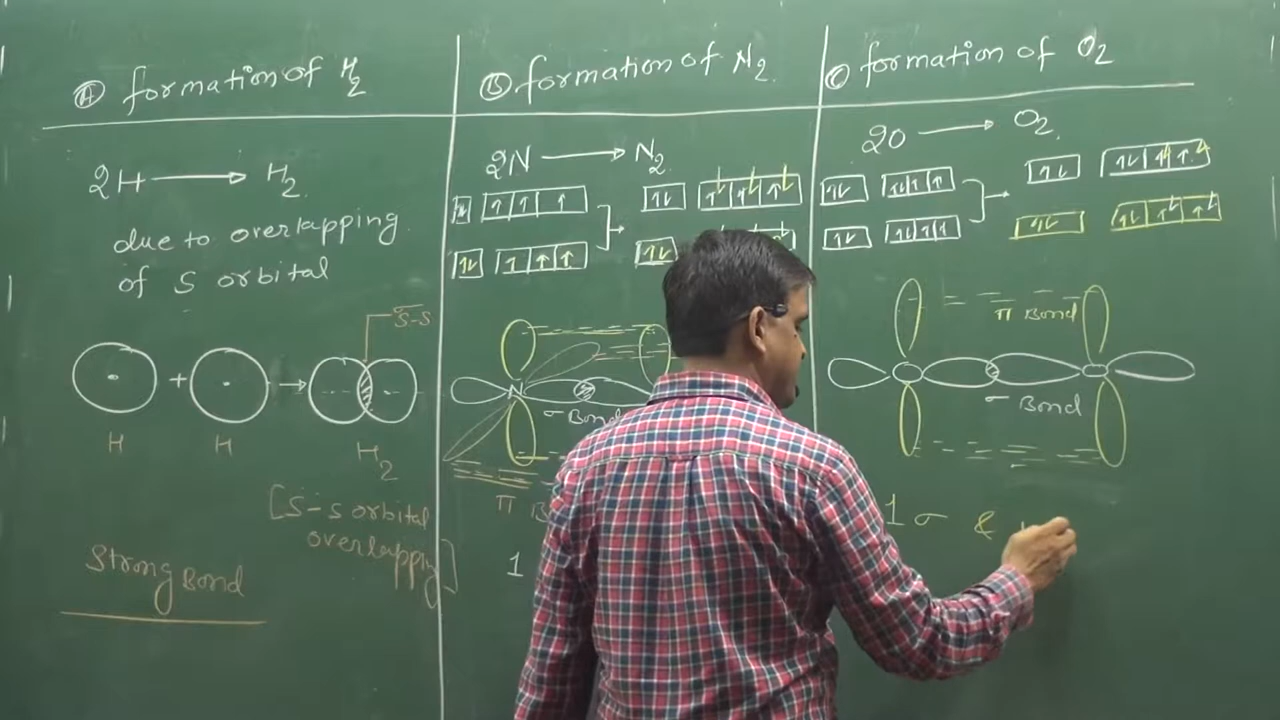 Ⓐ formation of H2
2H → H2.
due to overlapping
of S orbital
S-S
+ →
H H H2
[S-S orbital
overlapping]
Strong Bond
Ⓑ formation of N2.
2N → N2.
N
σ Bond
π B
1
Ⓒ formation of O2
2O → O2.
π Bond
σ Bond
1 σ &